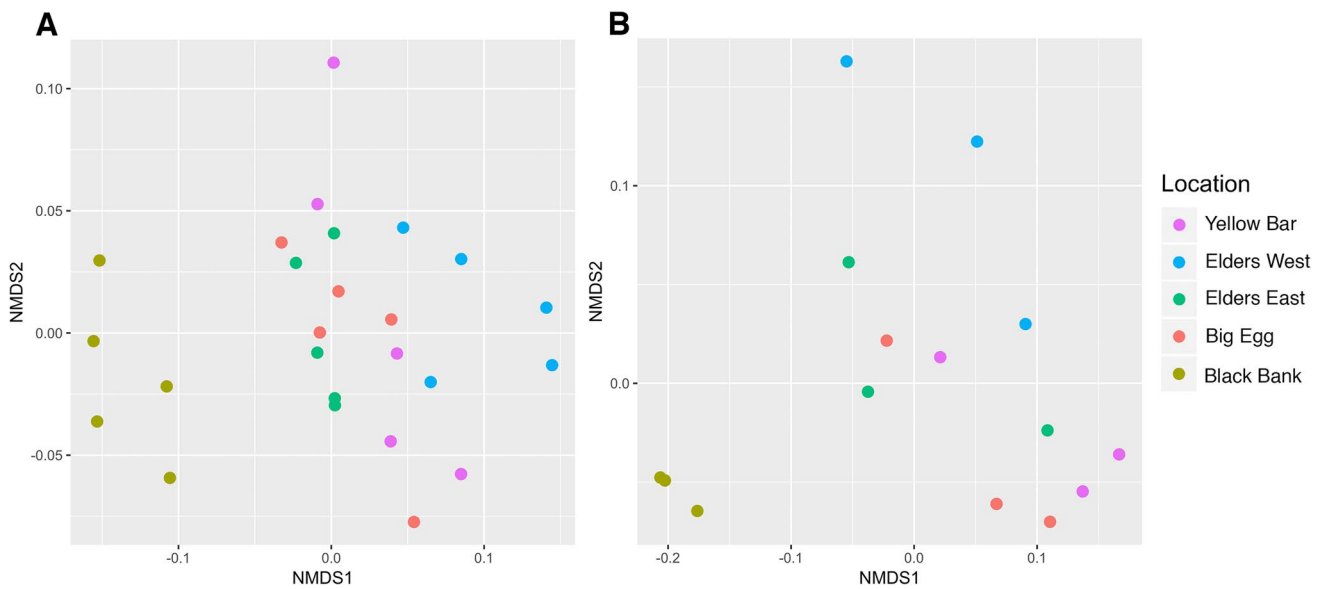 A
B
0.10
0.05
0.00
-0.05
NMDS2
-0.1
0.0
0.1
NMDS1
0.1
0.0
NMDS2
-0.2
-0.1
0.0
0.1
NMDS1
Location
Yellow Bar
Elders West
Elders East
Big Egg
Black Bank